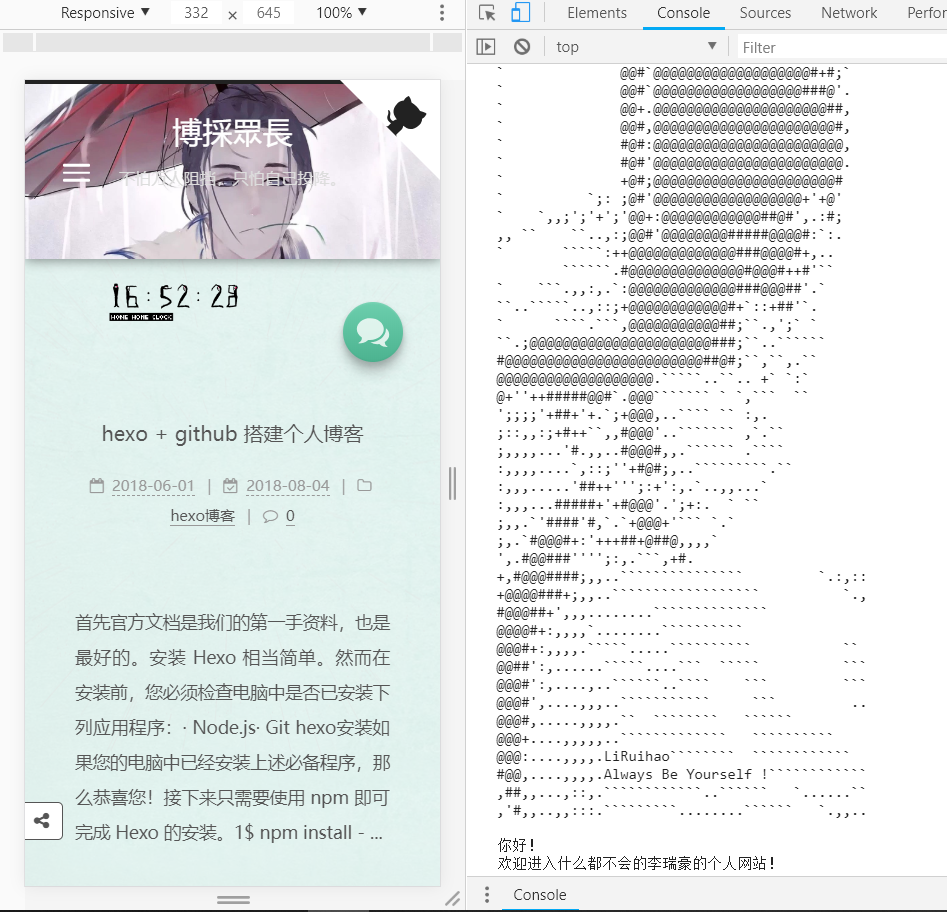 Responsive ▼ 332 × 645 100% ▼
Elements Console Sources Network Perfor
top ▼ Filter
博採眾長
不怕万人阻挡，只怕自己投降。
16:52:28
HOME HOME CLOCK
hexo + github 搭建个人博客
2018-06-01 | 2018-08-04 |
hexo博客 | 0
首先官方文档是我们的第一手资料，也是
最好的。安装 Hexo 相当简单。然而在
安装前，您必须检查电脑中是否已安装下
列应用程序：· Node.js· Git hexo安装如
果您的电脑中已经安装上述必备程序，那
么恭喜您！接下来只需要使用 npm 即可
完成 Hexo 的安装。1$ npm install - ...
LiRuihao
Always Be Yourself !
你好！
欢迎进入什么都不会的李瑞豪的个人网站！
Console